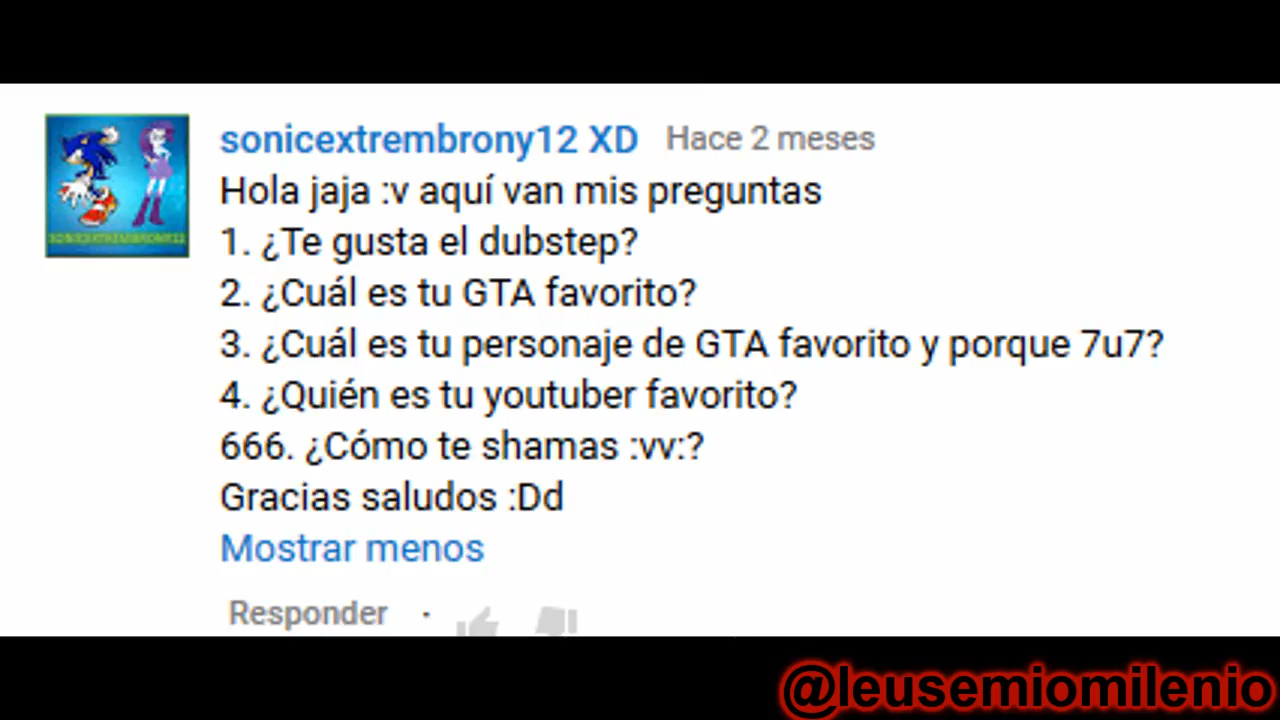 sonicextrembrony12 XD Hace 2 meses
Hola jaja :v aquí van mis preguntas
1. ¿Te gusta el dubstep?
2. ¿Cuál es tu GTA favorito?
3. ¿Cuál es tu personaje de GTA favorito y porque 7u7?
4. ¿Quién es tu youtuber favorito?
666. ¿Cómo te shamas :vv:?
Gracias saludos :Dd
Mostrar menos
Responder ·
@leusemiomilenio